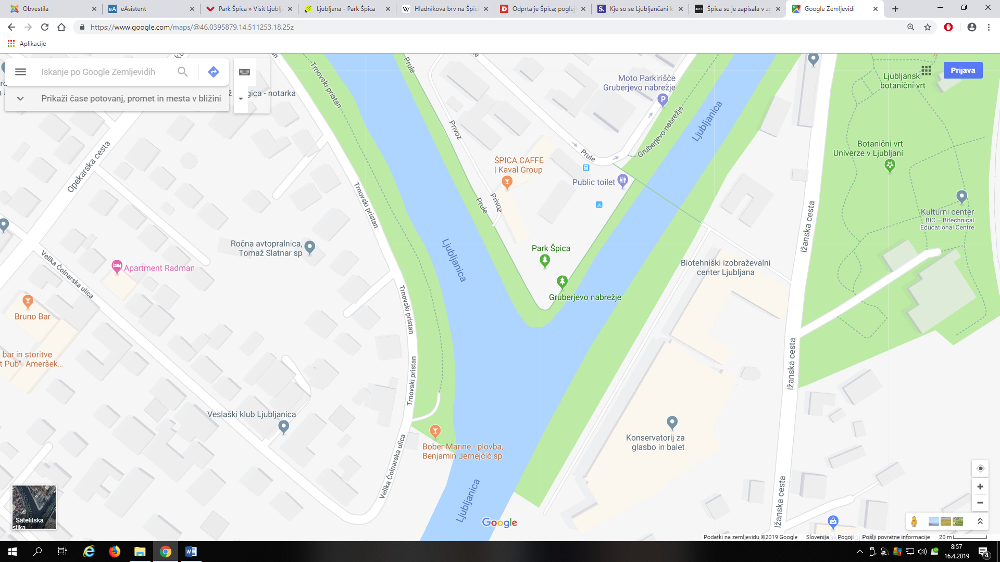 Obvestila
eAsistent
Park Špica » Visit Ljublj
Ljubljana - Park Špica
Hladnikova brv na Špici
Odprta je Špica; poglej
Kje so se Ljubljančani k
Špica se je zapisala v zg
Google Zemljevidi
https://www.google.com/maps/@46.0395879,14.511253,18.25z
Aplikacije
Iskanje po Google Zemljevidih
Prikaži čase potovanj, promet in mesta v bližini
gica - notarka
Prijava
Trnovski pristan
Prule
Privoz
Moto Parkirišče
Gruberjevo nabrežje
Ljubljanski
botanični vrt
Ljubljanica
Gruberjevo nabrežje
Prule
Opekarska cesta
Botanični vrt
Univerze v Ljubljani
ŠPICA CAFFE
| Kaval Group
Public toilet
Trnovski pristan
Prule
Privoz
Kulturni center
BIC – Bitechnical
Educational Centre
Ižanska cesta
Ročna avtopralnica,
Tomaž Slatnar sp
Ljubljanica
Park Špica
Biotehniški izobraževalni
center Ljubljana
Velika Čolnarska ulica
Apartment Radman
Gruberjevo nabrežje
Trnovski pristan
Bruno Bar
bar in storitve
t Pub" Ameršek...
Ižanska cesta
Trnovski pristan
Veslaški klub Ljubljanica
Konservatorij za
glasbo in balet
Bober Marine - plovba,
Benjamin Jernejčič sp
Velika Čolnarska ulica
Ljubljanica
Ižanska cesta
Satelitska
slika
Google
Podatki na zemljevidu ©2019 Google
Slovenija
Pogoji
Pošlji povratne informacije
20 m
8:57
16.4.2019
4